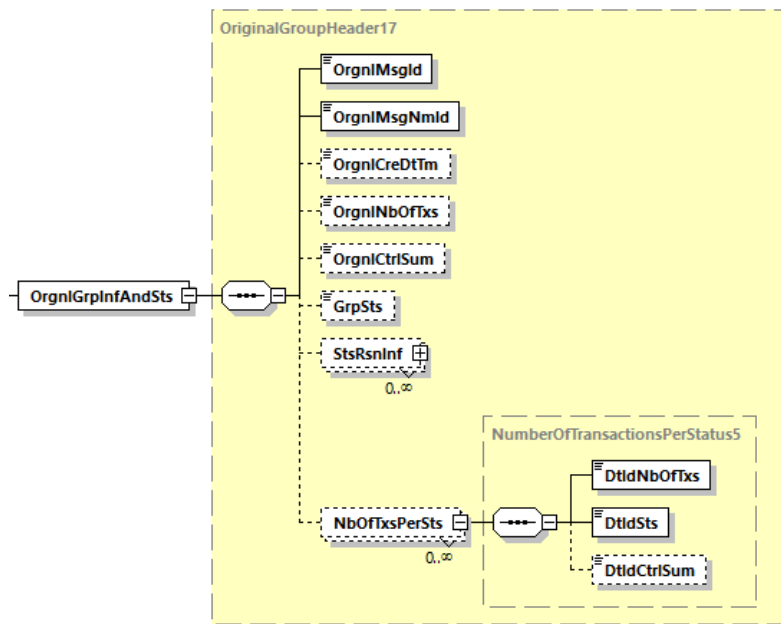 OriginalGroupHeader17
OrgnlMsgId
OrgnlMsgNmId
OrgnlCreDtTm
OrgnlNbOfTxs
OrgnlCtrlSum
OrgnlGrpInfAndSts
GrpSts
StsRsnInf
0..∞
NumberOfTransactionsPerStatus5
DtldNbOfTxs
NbOfTxsPerSts
DtldSts
0..∞
DtldCtrlSum